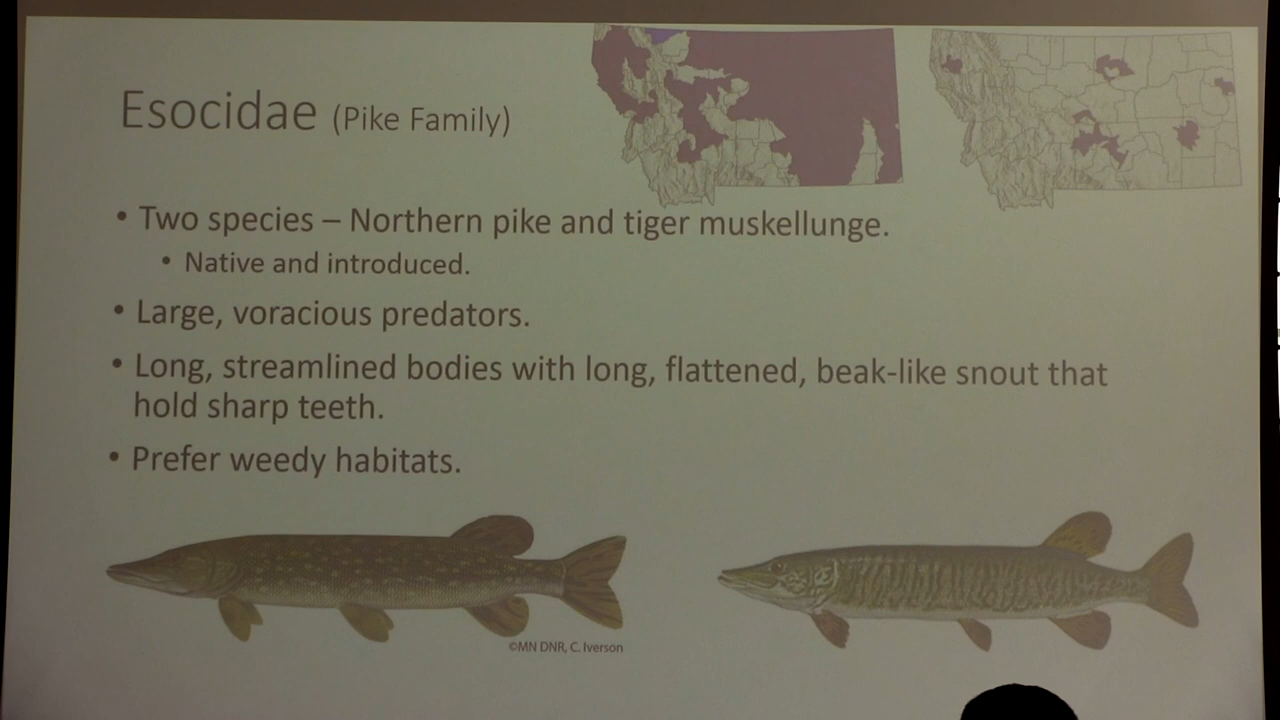 Esocidae (Pike Family)
• Two species – Northern pike and tiger muskellunge.
• Native and introduced.
• Large, voracious predators.
• Long, streamlined bodies with long, flattened, beak-like snout that
hold sharp teeth.
• Prefer weedy habitats.
©MN DNR, C. Iverson